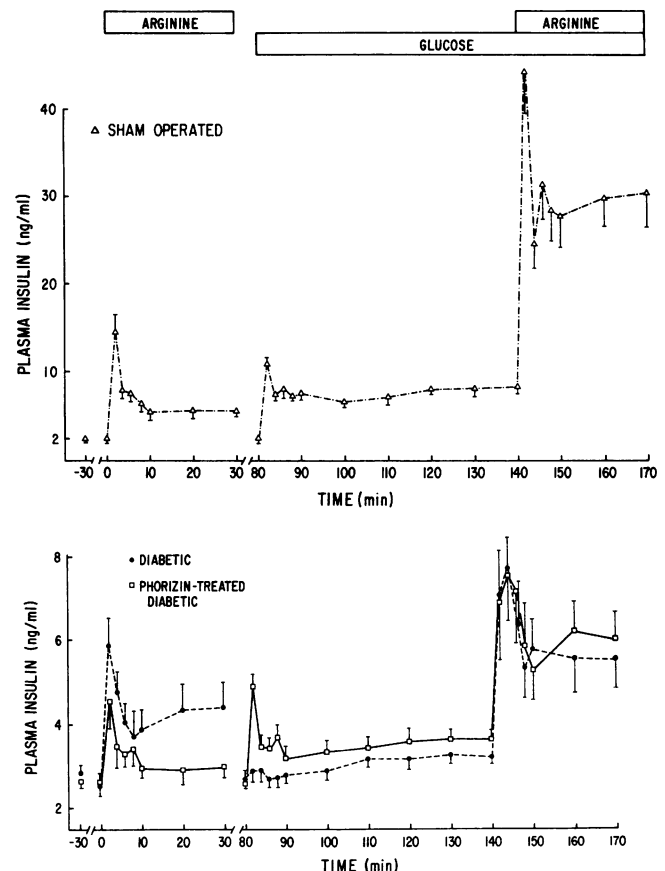 ARGININE
ARGININE
GLUCOSE
△ SHAM OPERATED
PLASMA INSULIN (ng/ml)
40
30
20
10
2
-30 0 10 20 30 80 90 100 110 120 130 140 150 160 170
TIME (min)
• DIABETIC
□ PHORIZIN-TREATED
DIABETIC
PLASMA INSULIN (ng/ml)
8
6
4
2
-30 0 10 20 30 80 90 100 110 120 130 140 150 160 170
TIME (min)